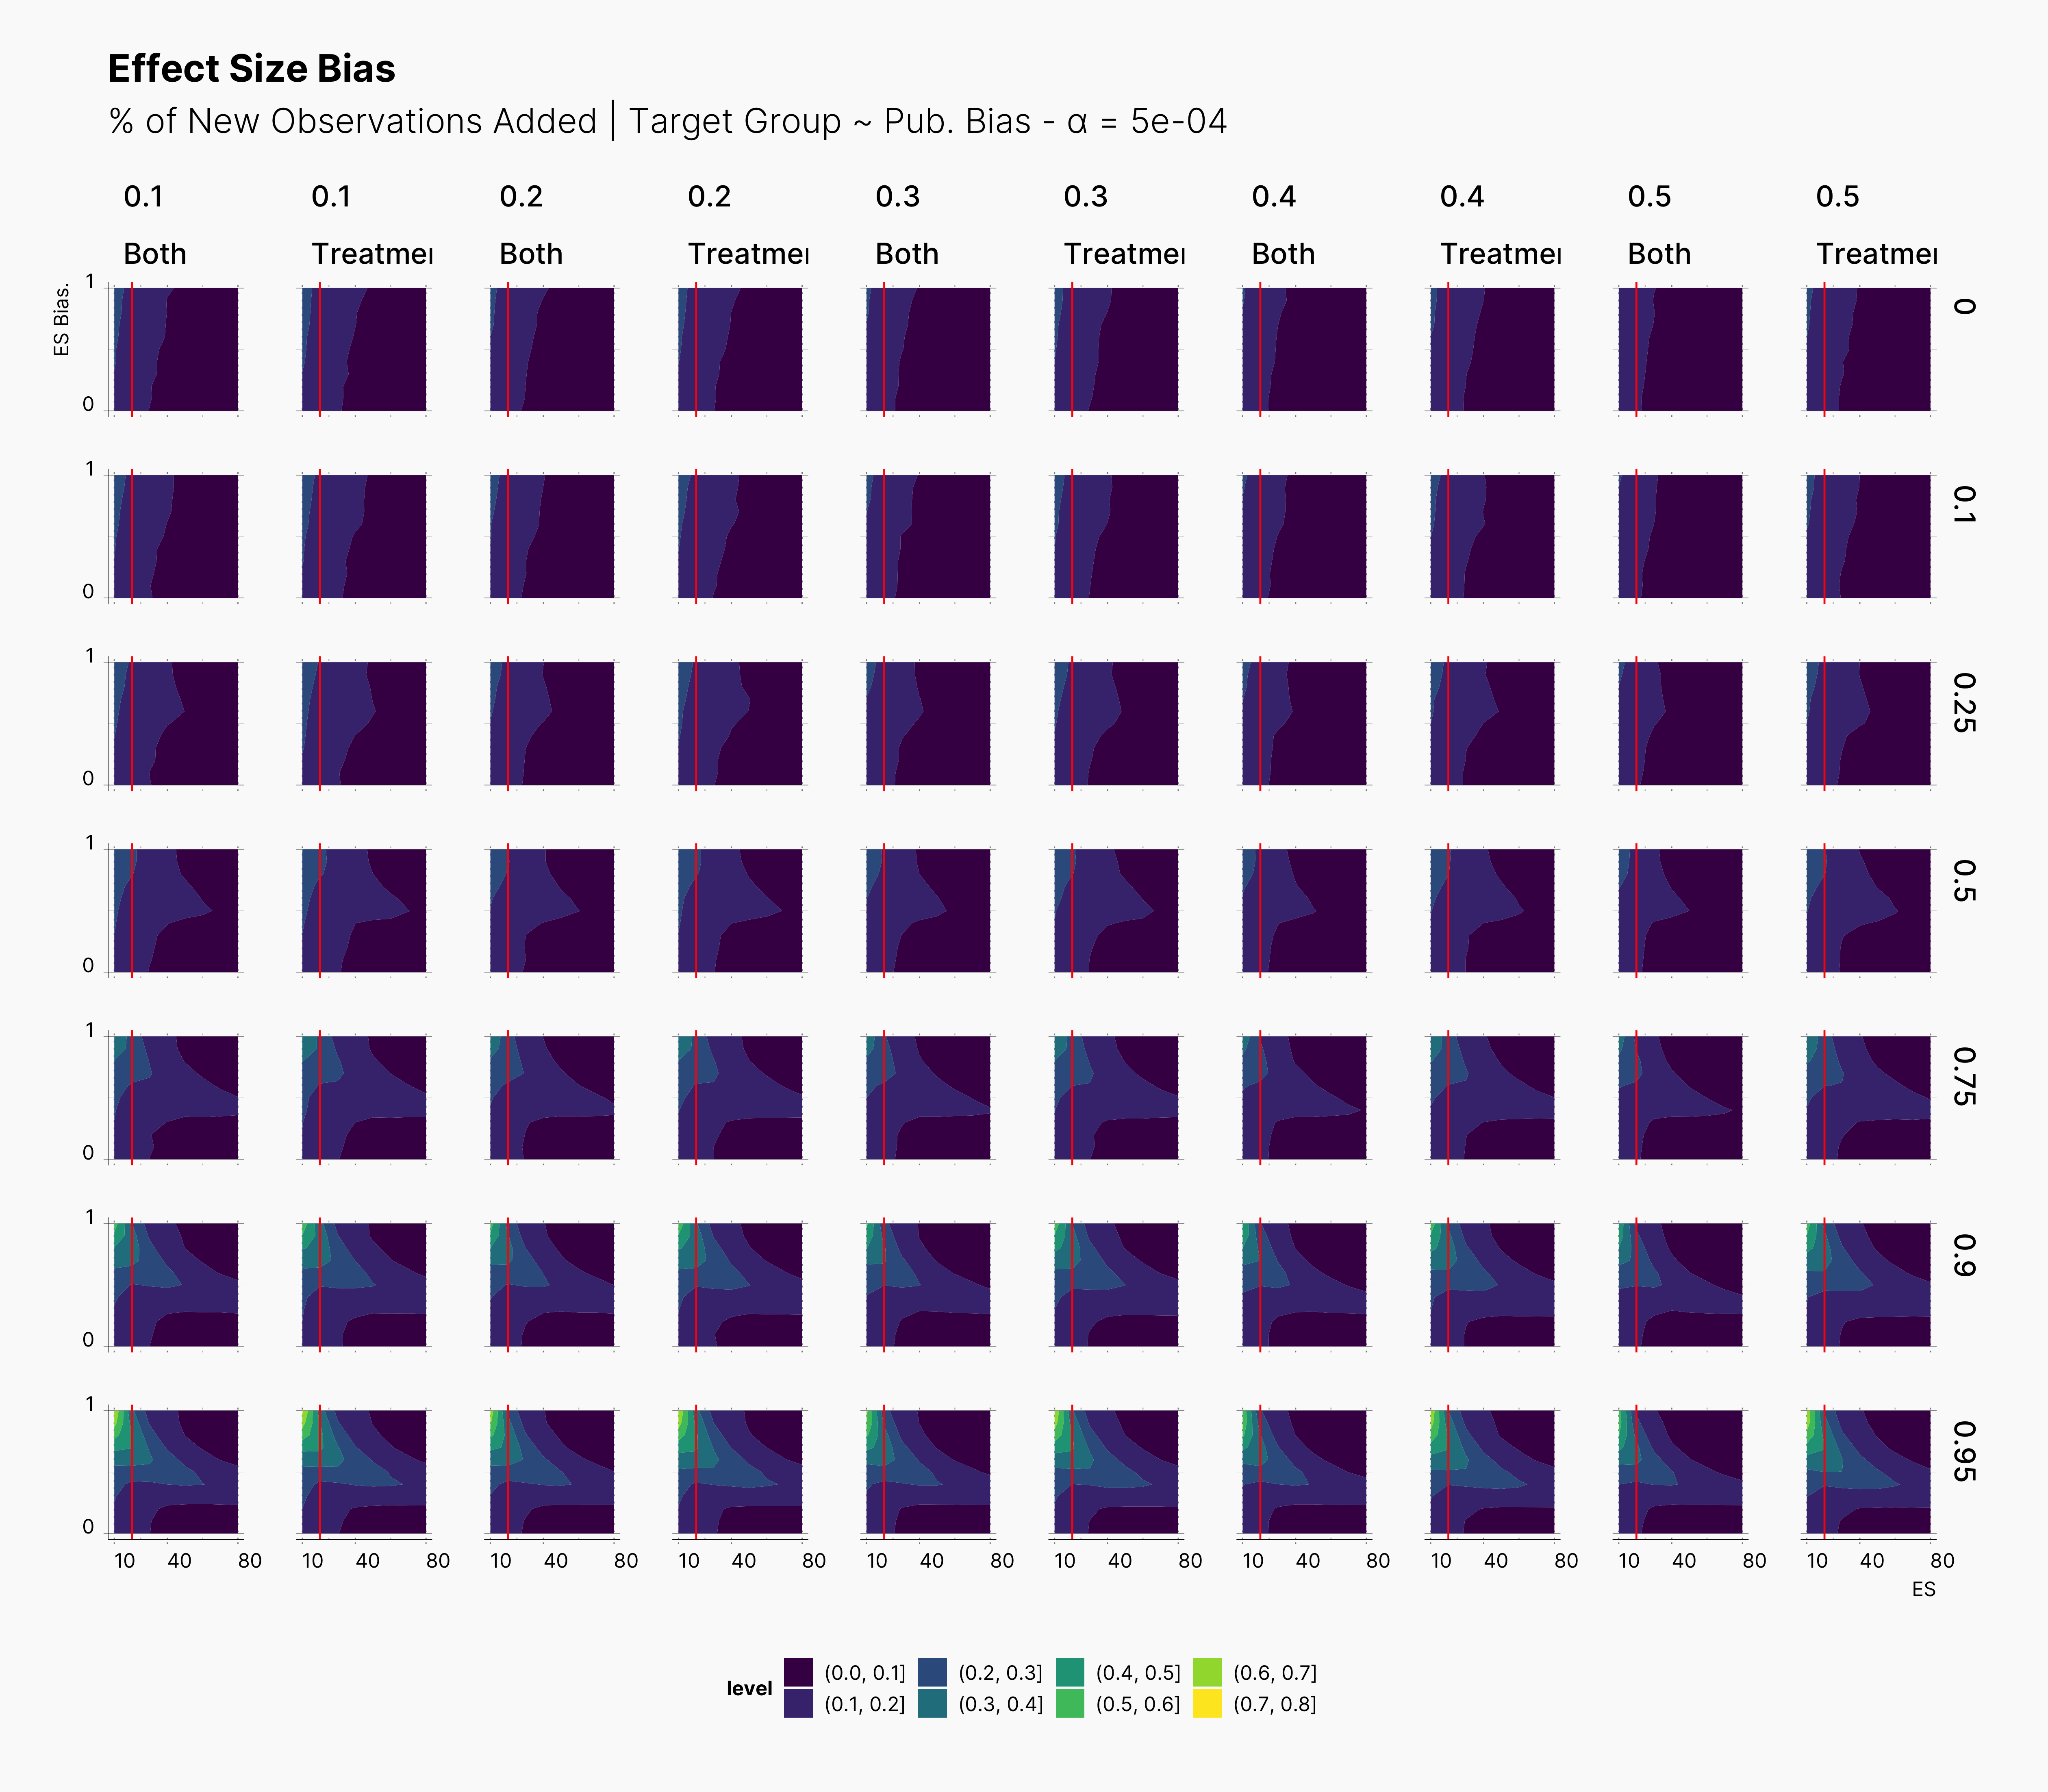 Effect Size Bias
% of New Observations Added | Target Group ~ Pub. Bias - α = 5e-04
0.1 0.1 0.2 0.2 0.3 0.3 0.4 0.4 0.5 0.5
Both Treatmer Both Treatmer Both Treatmer Both Treatmer Both Treatmer
ES Bias.
1
0
0
1
0
0.1
1
0
0.25
1
0
0.5
1
0
0.75
1
0
0.9
1
0
0.95
10 40 80 10 40 80 10 40 80 10 40 80 10 40 80 10 40 80 10 40 80 10 40 80 10 40 80 10 40 80
ES
level
(0.0, 0.1] (0.2, 0.3] (0.4, 0.5] (0.6, 0.7]
(0.1, 0.2] (0.3, 0.4] (0.5, 0.6] (0.7, 0.8]